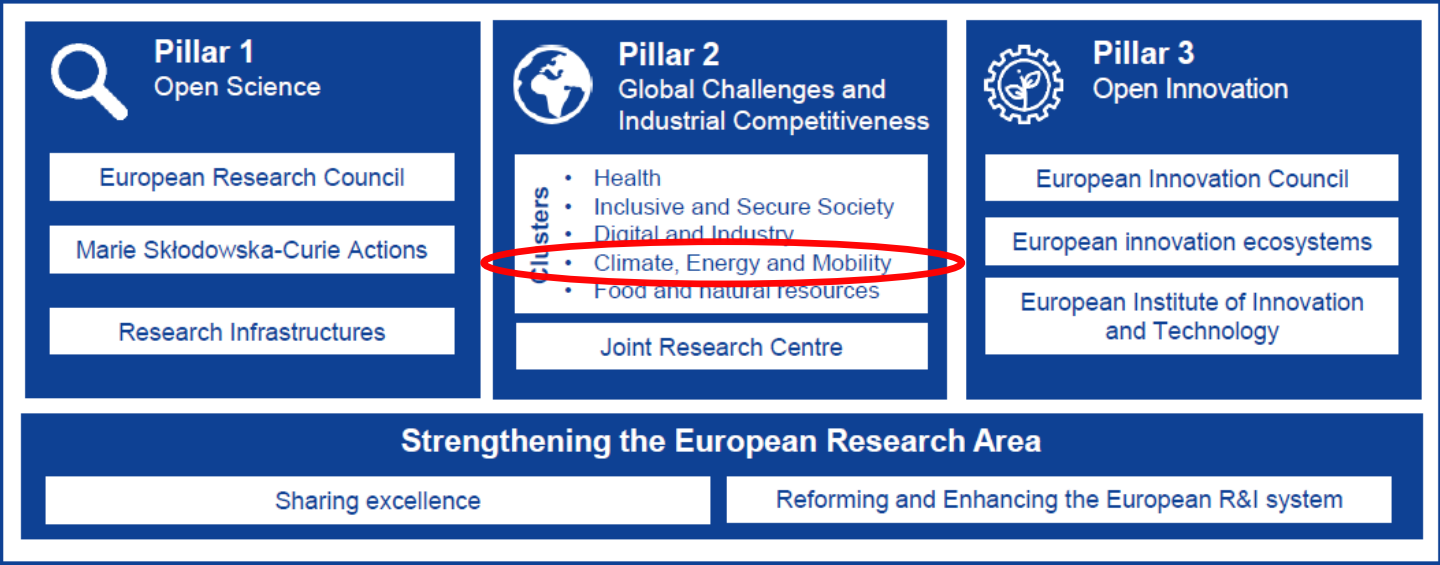 Pillar 1
Open Science
European Research Council
Marie Skłodowska-Curie Actions
Research Infrastructures
Pillar 2
Global Challenges and
Industrial Competitiveness
Clusters
• Health
• Inclusive and Secure Society
• Digital and Industry
• Climate, Energy and Mobility
• Food and natural resources
Joint Research Centre
Pillar 3
Open Innovation
European Innovation Council
European innovation ecosystems
European Institute of Innovation
and Technology
Strengthening the European Research Area
Sharing excellence
Reforming and Enhancing the European R&I system